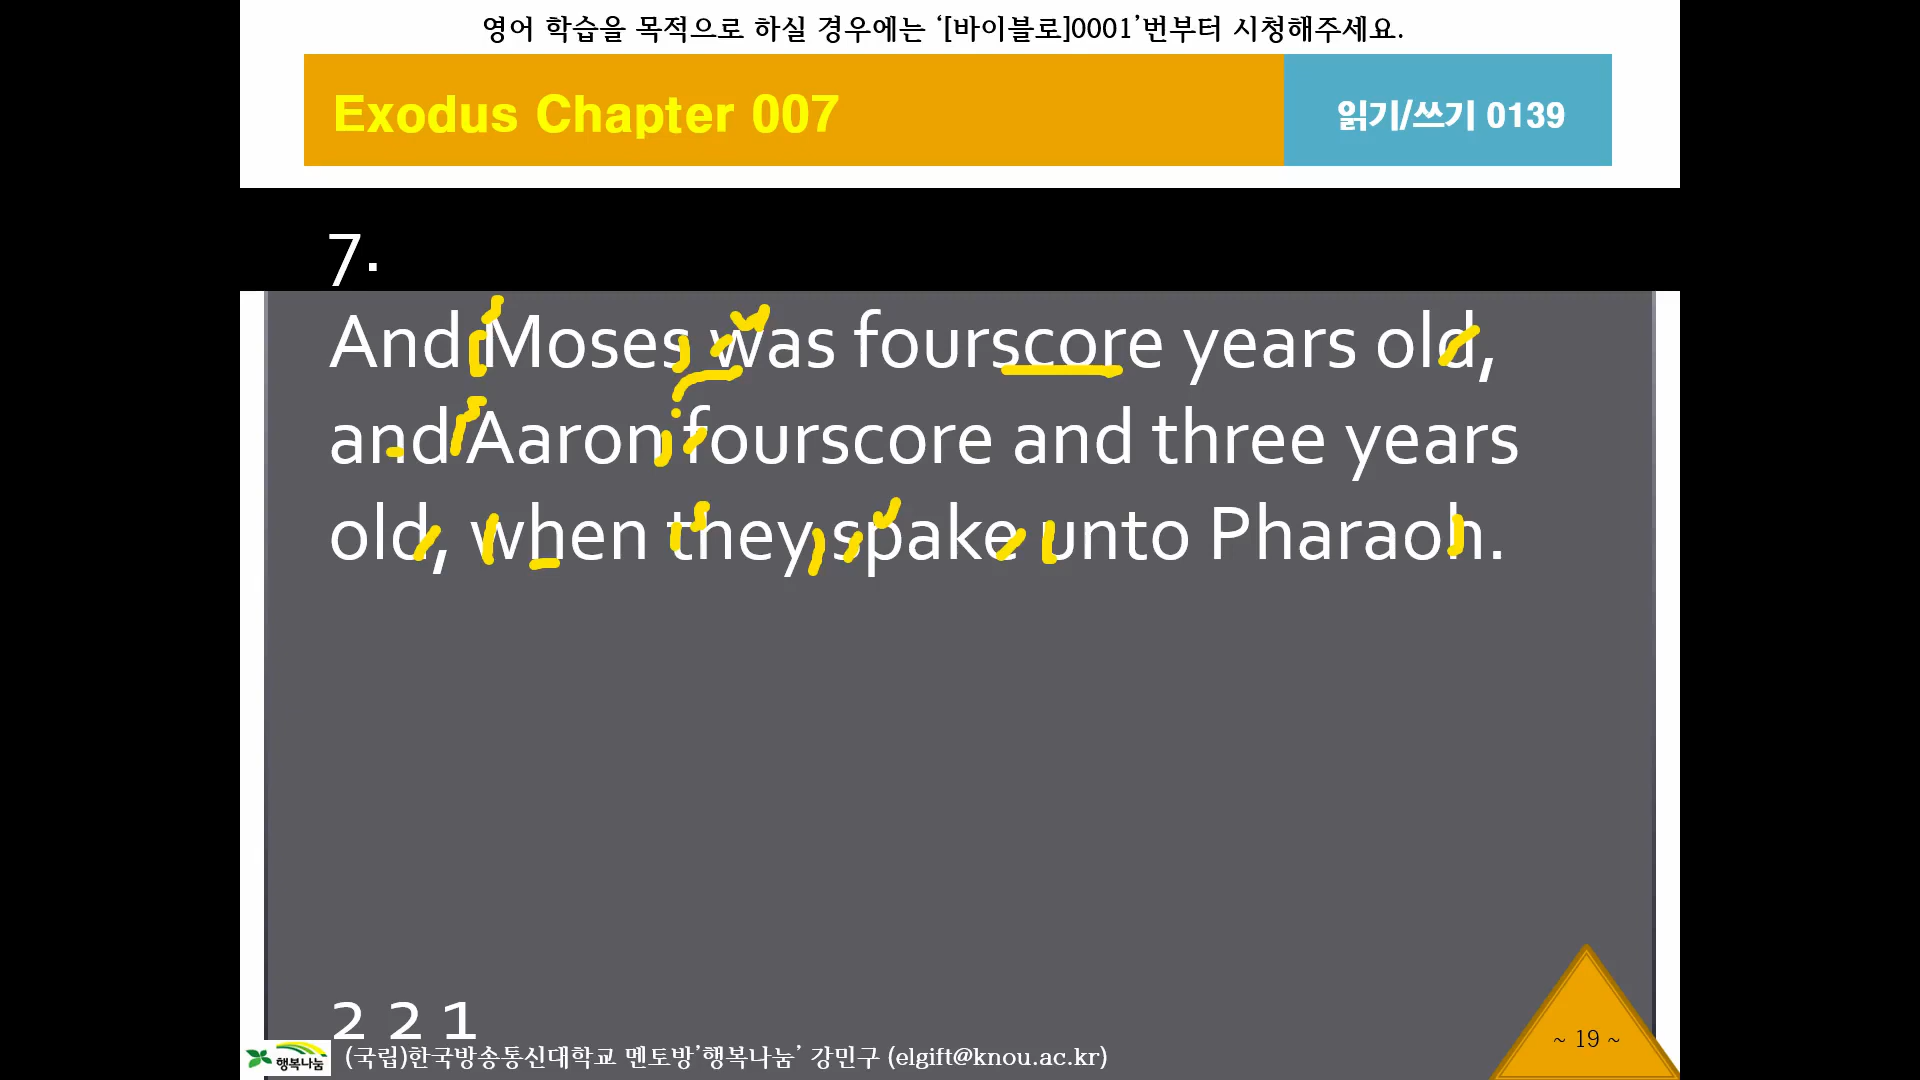 영어 학습을 목적으로 하실 경우에는 ‘[바이블로]0001’번부터 시청해주세요.
Exodus Chapter 007
읽기/쓰기 0139
7.
And Moses was fourscore years old,
and Aaron fourscore and three years
old, when they spake unto Pharaoh.
2 2 1
~ 19 ~
행복나눔
(국립)한국방송통신대학교 멘토방’행복나눔’ 강민구 (elgift@knou.ac.kr)